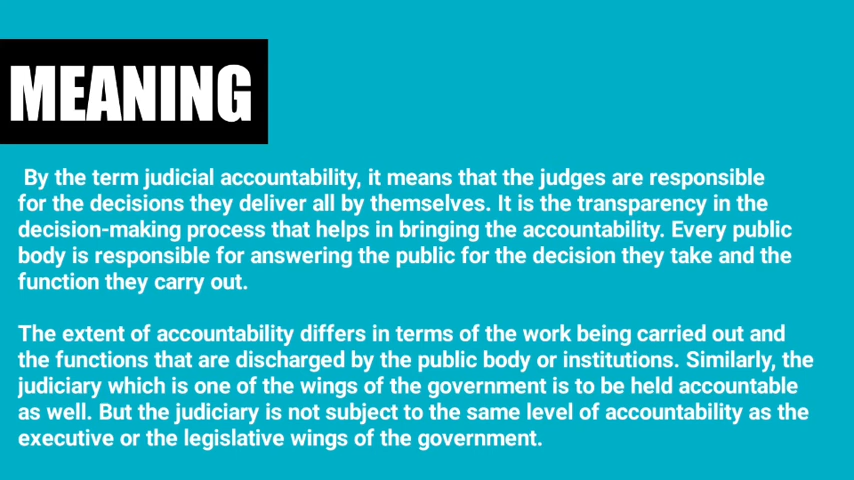 MEANING
By the term judicial accountability, it means that the judges are responsible
for the decisions they deliver all by themselves. It is the transparency in the
decision-making process that helps in bringing the accountability. Every public
body is responsible for answering the public for the decision they take and the
function they carry out.
The extent of accountability differs in terms of the work being carried out and
the functions that are discharged by the public body or institutions. Similarly, the
judiciary which is one of the wings of the government is to be held accountable
as well. But the judiciary is not subject to the same level of accountability as the
executive or the legislative wings of the government.